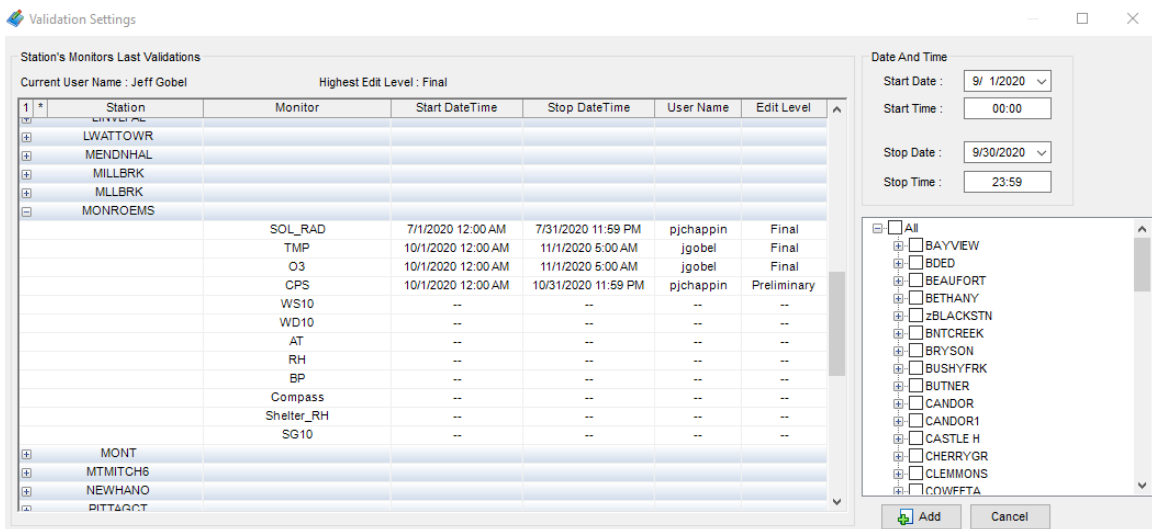 Validation Settings
Station's Monitors Last Validations
Current User Name : Jeff Gobel Highest Edit Level : Final
1 * Station Monitor Start DateTime Stop DateTime User Name Edit Level
LWATTOWR
MENDNHAL
MILLBRK
MLLBRK
MONROEMS
SOL_RAD 7/1/2020 12:00 AM 7/31/2020 11:59 PM pjchappin Final
TMP 10/1/2020 12:00 AM 11/1/2020 5:00 AM jgobel Final
O3 10/1/2020 12:00 AM 11/1/2020 5:00 AM jgobel Final
CPS 10/1/2020 12:00 AM 10/31/2020 11:59 PM pjchappin Preliminary
WS10 -- -- -- --
WD10 -- -- -- --
AT -- -- -- --
RH -- -- -- --
BP -- -- -- --
Compass -- -- -- --
Shelter_RH -- -- -- --
SG10 -- -- -- --
MONT
MTMITCH6
NEWHANO
PITTAGCT
Date And Time
Start Date : 9/ 1/2020
Start Time : 00:00
Stop Date : 9/30/2020
Stop Time : 23:59
All
BAYVIEW
BDED
BEAUFORT
BETHANY
zBLACKSTN
BNTCREEK
BRYSON
BUSHYFRK
BUTNER
CANDOR
CANDOR1
CASTLE H
CHERRYGR
CLEMMONS
COWEETA
Add Cancel